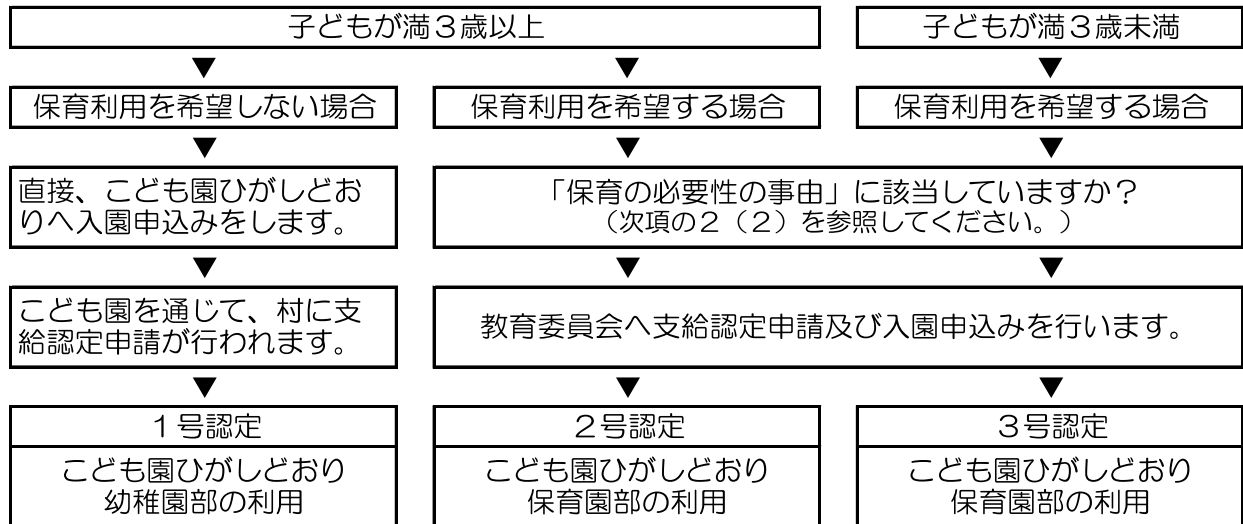 子どもが満３歳以上
子どもが満３歳未満
▼
▼
▼
保育利用を希望しない場合
保育利用を希望する場合
保育利用を希望する場合
▼
▼
▼
直接、こども園ひがしどお
りへ入園申込みをします。
「保育の必要性の事由」に該当していますか？
（次項の２（２）を参照してください。）
▼
▼
▼
こども園を通じて、村に支
給認定申請が行われます。
教育委員会へ支給認定申請及び入園申込みを行います。
▼
▼
▼
１号認定
２号認定
３号認定
こども園ひがしどおり
幼稚園部の利用
こども園ひがしどおり
保育園部の利用
こども園ひがしどおり
保育園部の利用